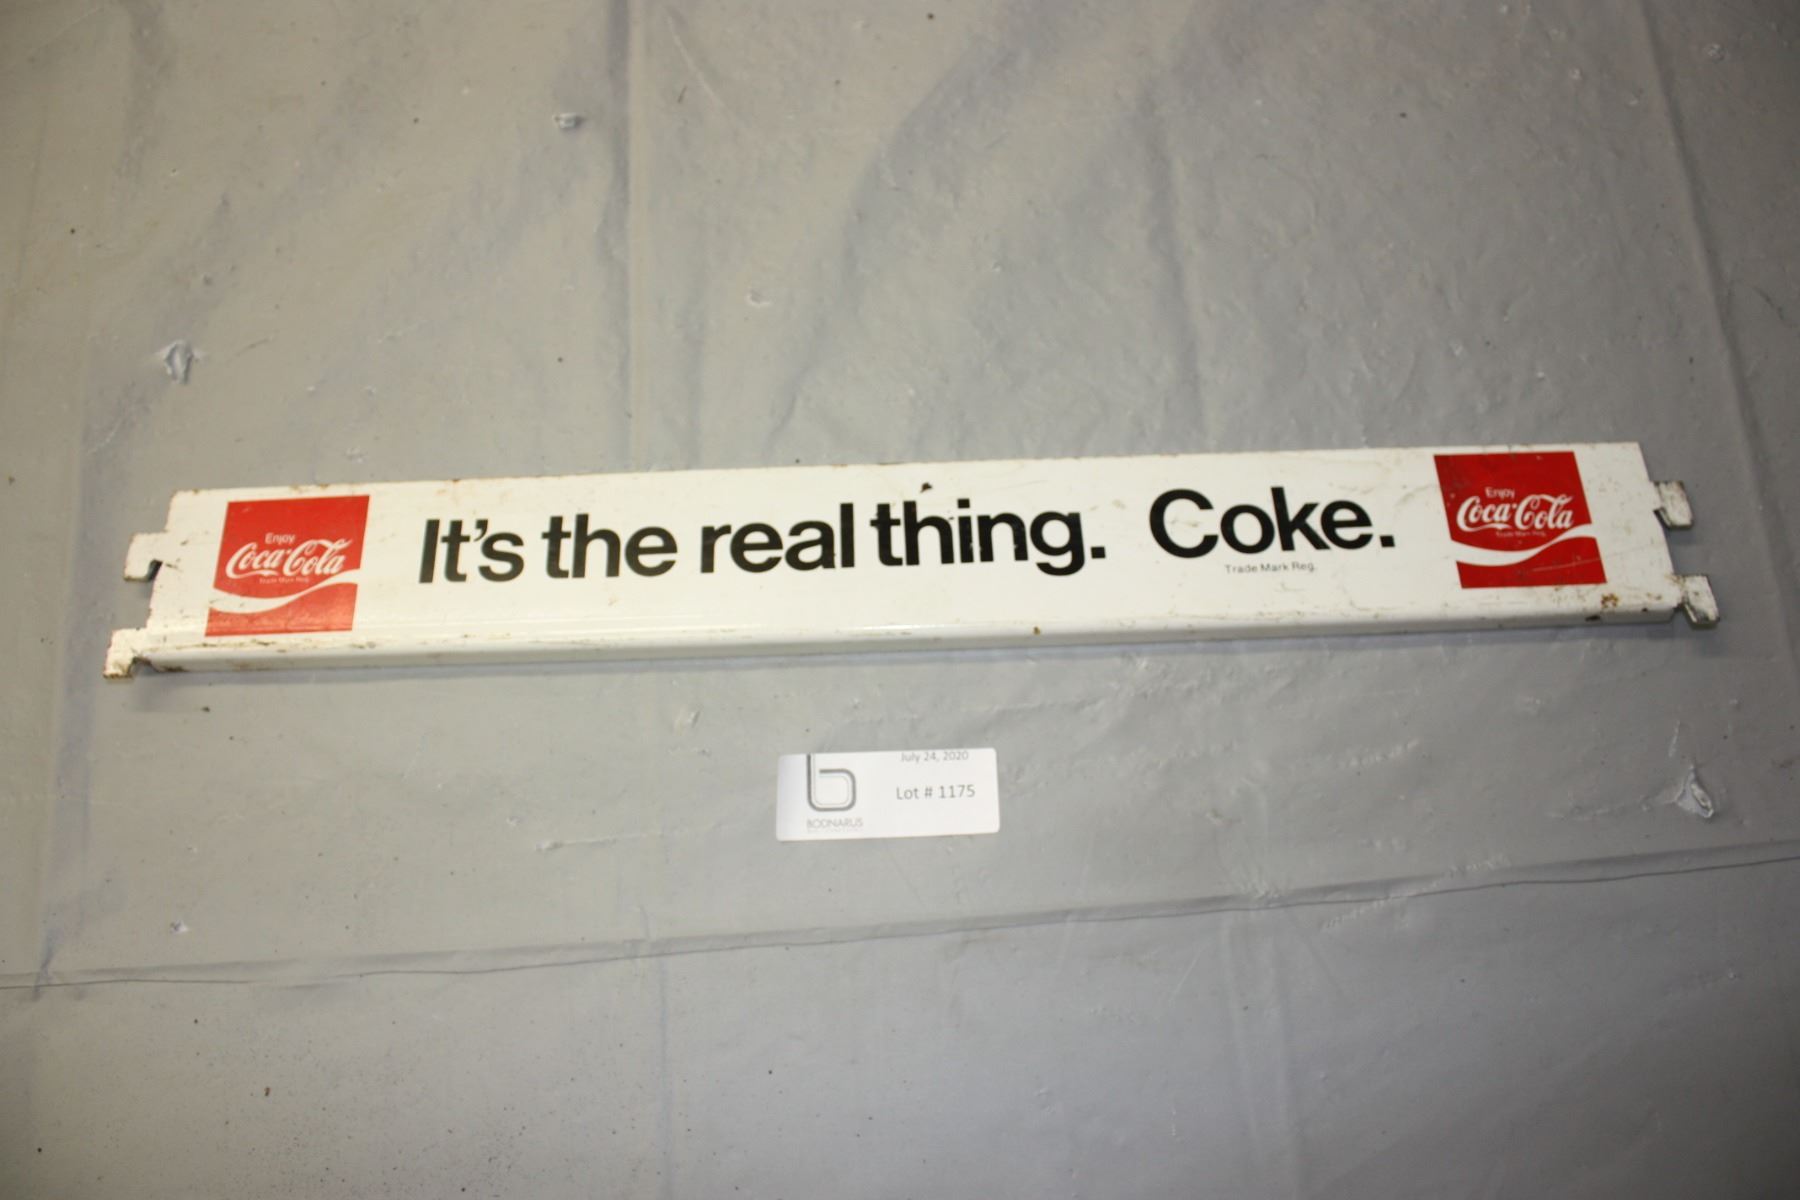 Enjoy
Coca-Cola
Trade Mark Reg.
It's the real thing. Coke.
Trade Mark Reg.
Enjoy
Coca-Cola
Trade Mark Reg.
July 24, 2020
Lot # 1175
BODNARUS